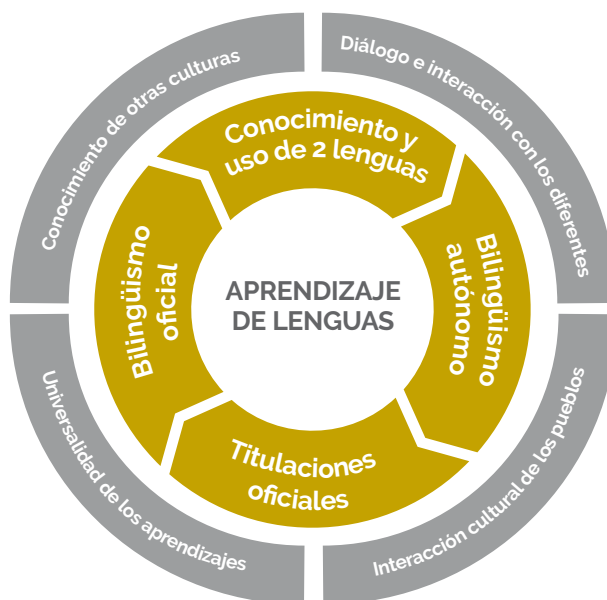 Conocimiento de otras culturas
Diálogo e interacción con los diferentes
Conocimiento y
uso de 2 lenguas
Bilingüismo
oficial
APRENDIZAJE
DE LENGUAS
Bilingüismo
autónomo
Titulaciones
oficiales
Universalidad de los aprendizajes
Interacción cultural de los pueblos